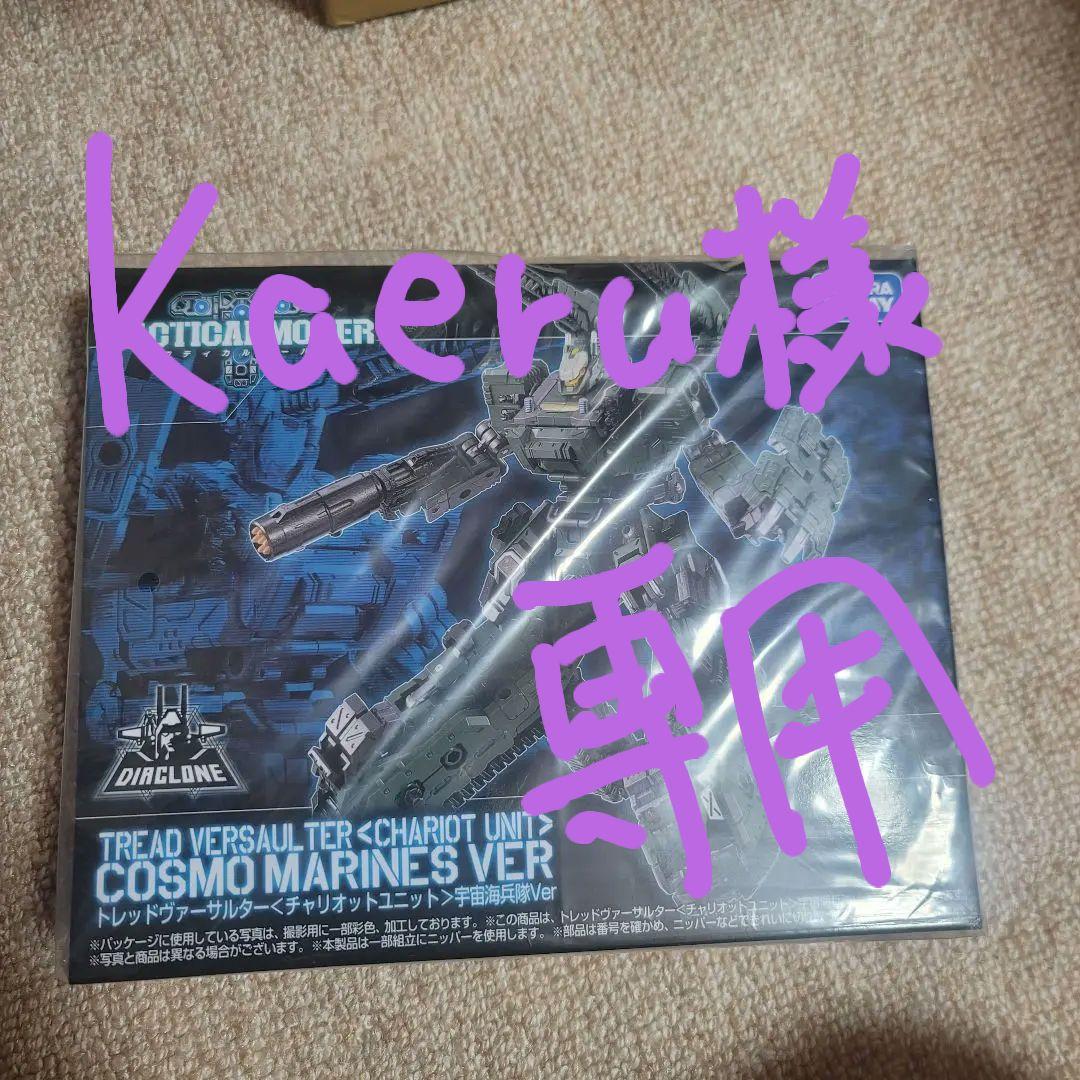 Kaeru様
専用
DIACLONE
TREAD VERSAULTER<CHARIOT UNIT>
COSMO MARINES VER
トレッドヴァーサルター<チャリオットユニット>宇宙海兵隊Ver
※パッケージに使用している写真は、撮影用に一部彩色、加工しております。 ※この商品は、トレッドヴァーサルター<チャリオットユニット>
※写真と商品は異なる場合がございます。 ※本製品は一部組立にニッパーを使用します。 ※部品は番号を確かめ、ニッパーなどできれいに